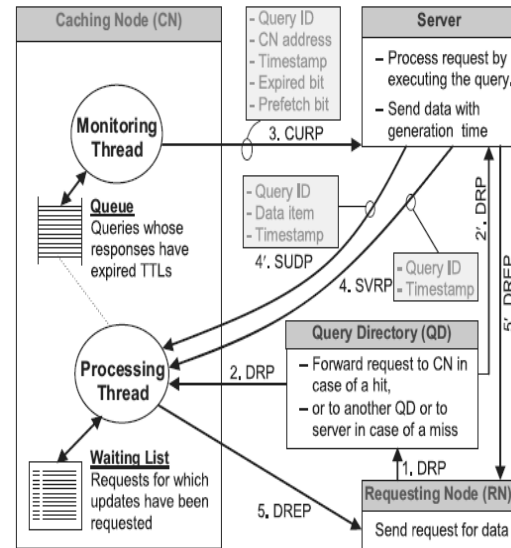 Caching Node (CN)
- Query ID
- CN address
- Timestamp
- Expired bit
- Prefetch bit
Server
– Process request by
executing the query,
– Send data with
generation time
Monitoring
Thread
3. CURP
Queue
Queries whose
responses have
expired TTLs
- Query ID
- Data item
- Timestamp
4'. SUDP
4. SVRP
- Query ID
- Timestamp
2'. DRP
5'. DREP
Query Directory (QD)
– Forward request to CN in
case of a hit,
– or to another QD or to
server in case of a miss
Processing
Thread
2. DRP
1. DRP
Waiting List
Requests for which
updates have been
requested
5. DREP
Requesting Node (RN)
Send request for data